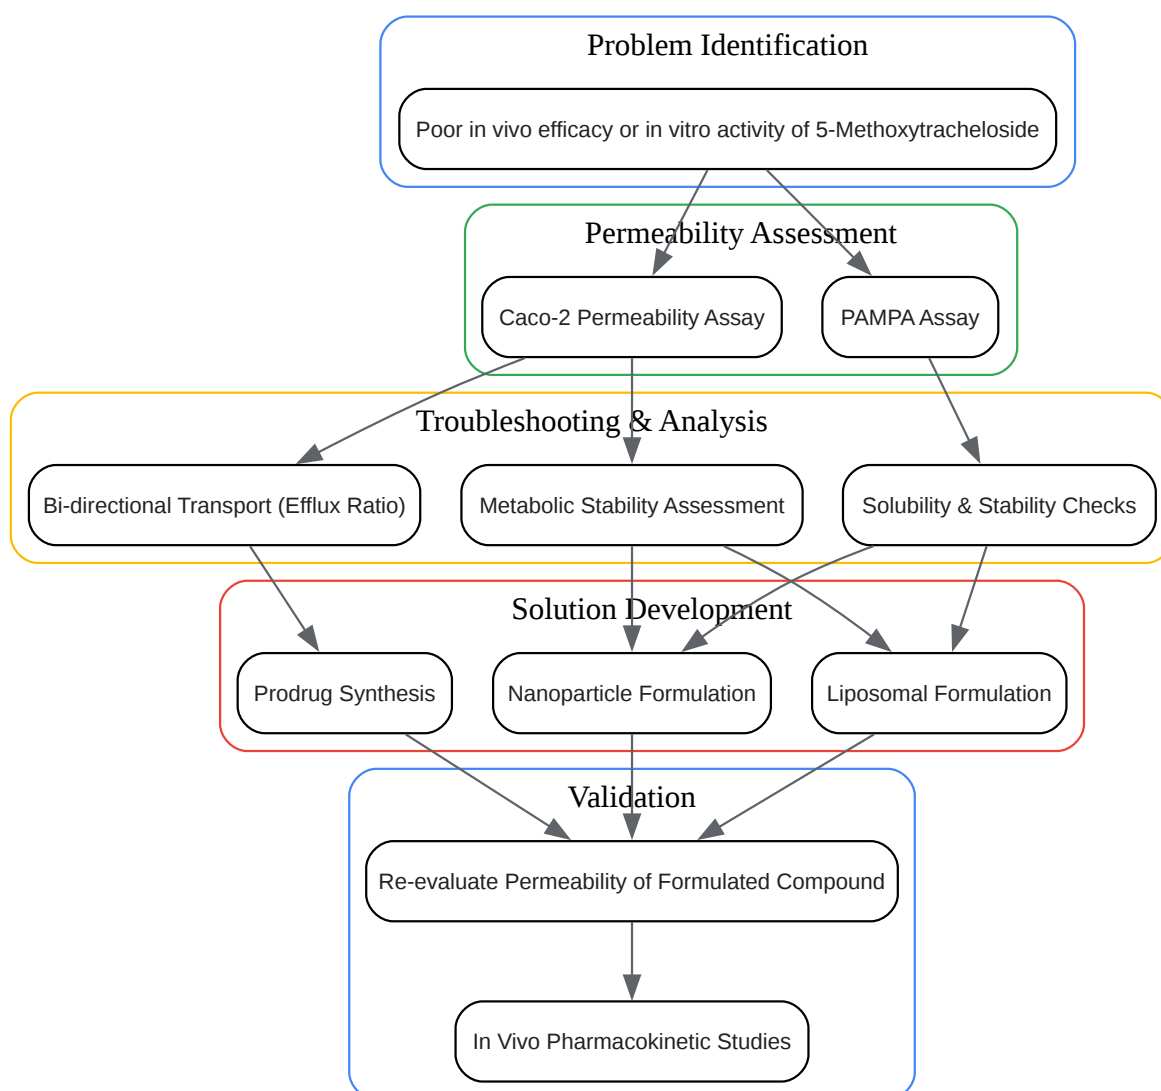 Problem Identification
Poor in vivo efficacy or in vitro activity of 5-Methoxytracheloside
Permeability Assessment
Caco-2 Permeability Assay
PAMPA Assay
Troubleshooting & Analysis
Bi-directional Transport (Efflux Ratio)
Metabolic Stability Assessment
Solubility & Stability Checks
Solution Development
Prodrug Synthesis
Nanoparticle Formulation
Liposomal Formulation
Validation
Re-evaluate Permeability of Formulated Compound
In Vivo Pharmacokinetic Studies